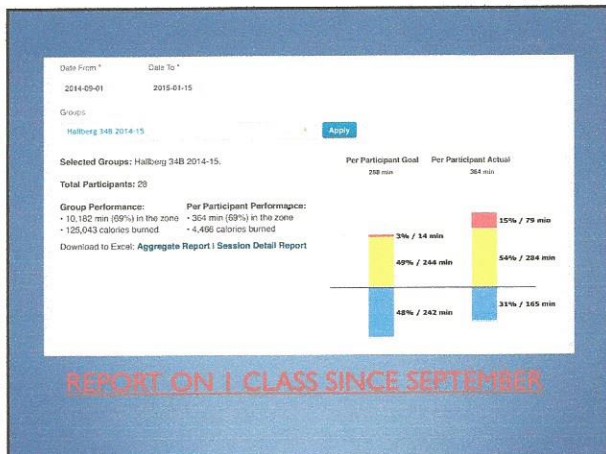 Date From * Date To *
2014-09-01 2015-01-15
Groups
Hallberg 34B 2014-15 Apply
Selected Groups: Hallberg 34B 2014-15.
Total Participants: 28
Group Performance:
• 10,182 min (69%) in the zone
• 125,043 calories burned
Per Participant Performance:
• 364 min (69%) in the zone
• 4,466 calories burned
Download to Excel: Aggregate Report | Session Detail Report
Per Participant Goal
258 min
3% / 14 min
49% / 244 min
48% / 242 min
Per Participant Actual
364 min
15% / 79 min
54% / 284 min
31% / 165 min
REPORT ON 1 CLASS SINCE SEPTEMBER